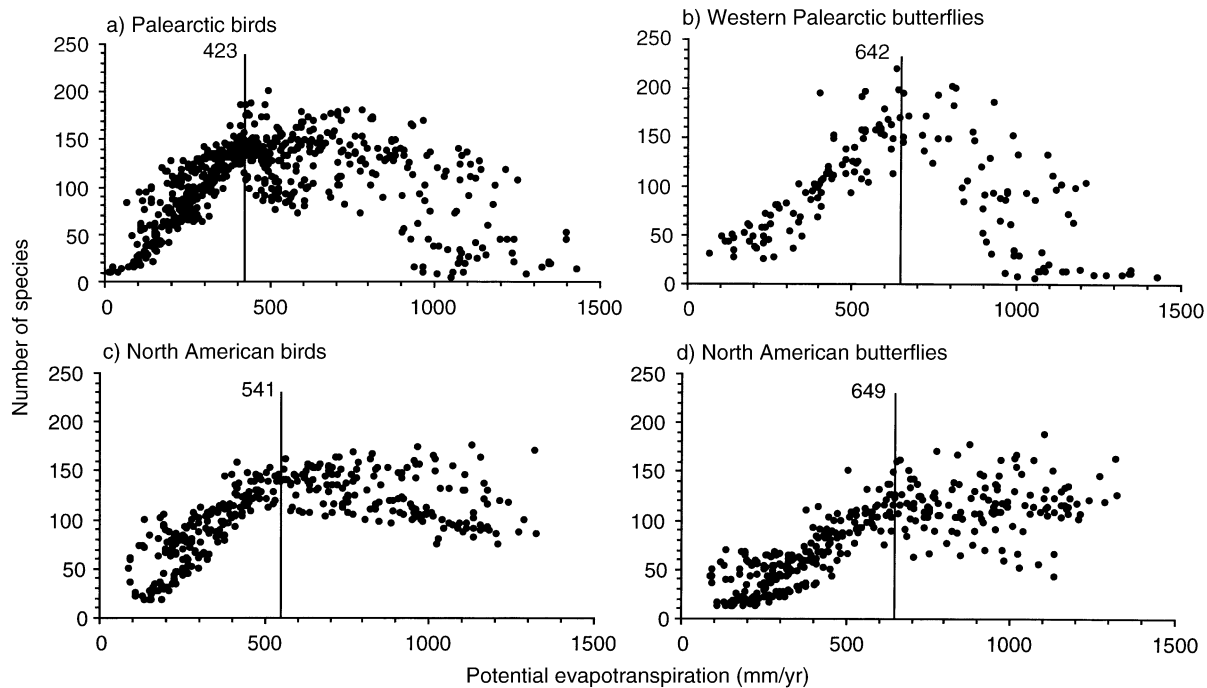 a) Palearctic birds
423
250
200
150
100
50
0
0 500 1000 1500
b) Western Palearctic butterflies
642
250
200
150
100
50
0
0 500 1000 1500
Number of species
c) North American birds
541
250
200
150
100
50
0
0 500 1000 1500
d) North American butterflies
649
250
200
150
100
50
0
0 500 1000 1500
Potential evapotranspiration (mm/yr)